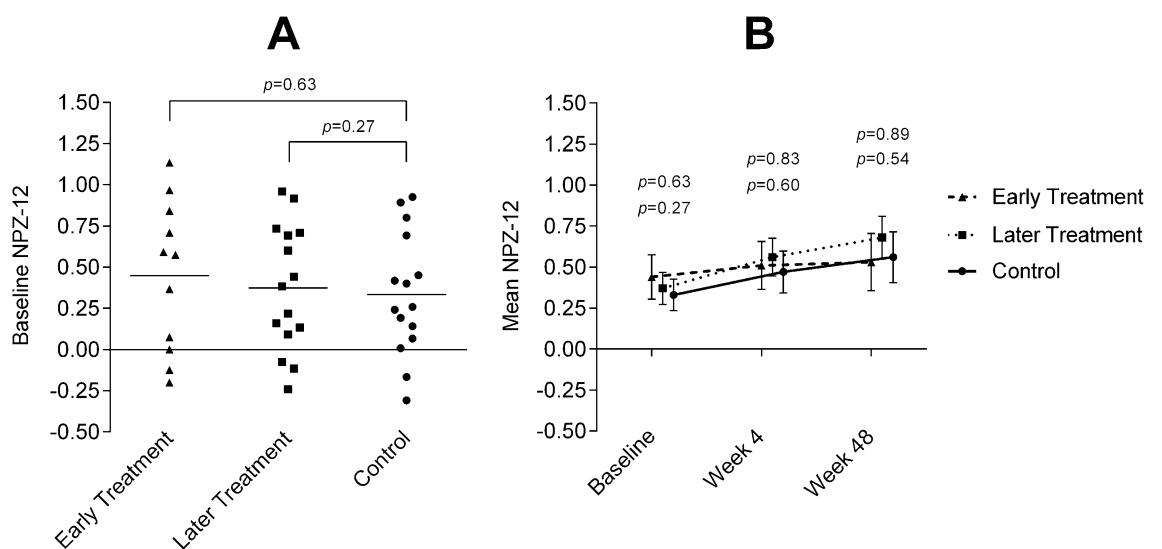 A
B
p=0.63
p=0.27
1.50
1.25
1.00
0.75
0.50
0.25
0.00
-0.25
-0.50
Baseline NPZ-12
Early Treatment
Later Treatment
Control
1.50
1.25
1.00
0.75
0.50
0.25
0.00
-0.25
-0.50
Mean NPZ-12
p=0.63
p=0.27
p=0.83
p=0.60
p=0.89
p=0.54
Baseline
Week 4
Week 48
Early Treatment
Later Treatment
Control